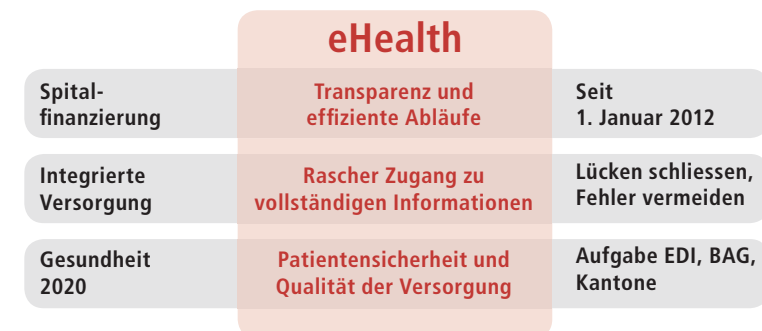 eHealth
Spital-
finanzierung
Transparenz und
effiziente Abläufe
Seit
1. Januar 2012
Integrierte
Versorgung
Rascher Zugang zu
vollständigen Informationen
Lücken schliessen,
Fehler vermeiden
Gesundheit
2020
Patientensicherheit und
Qualität der Versorgung
Aufgabe EDI, BAG,
Kantone